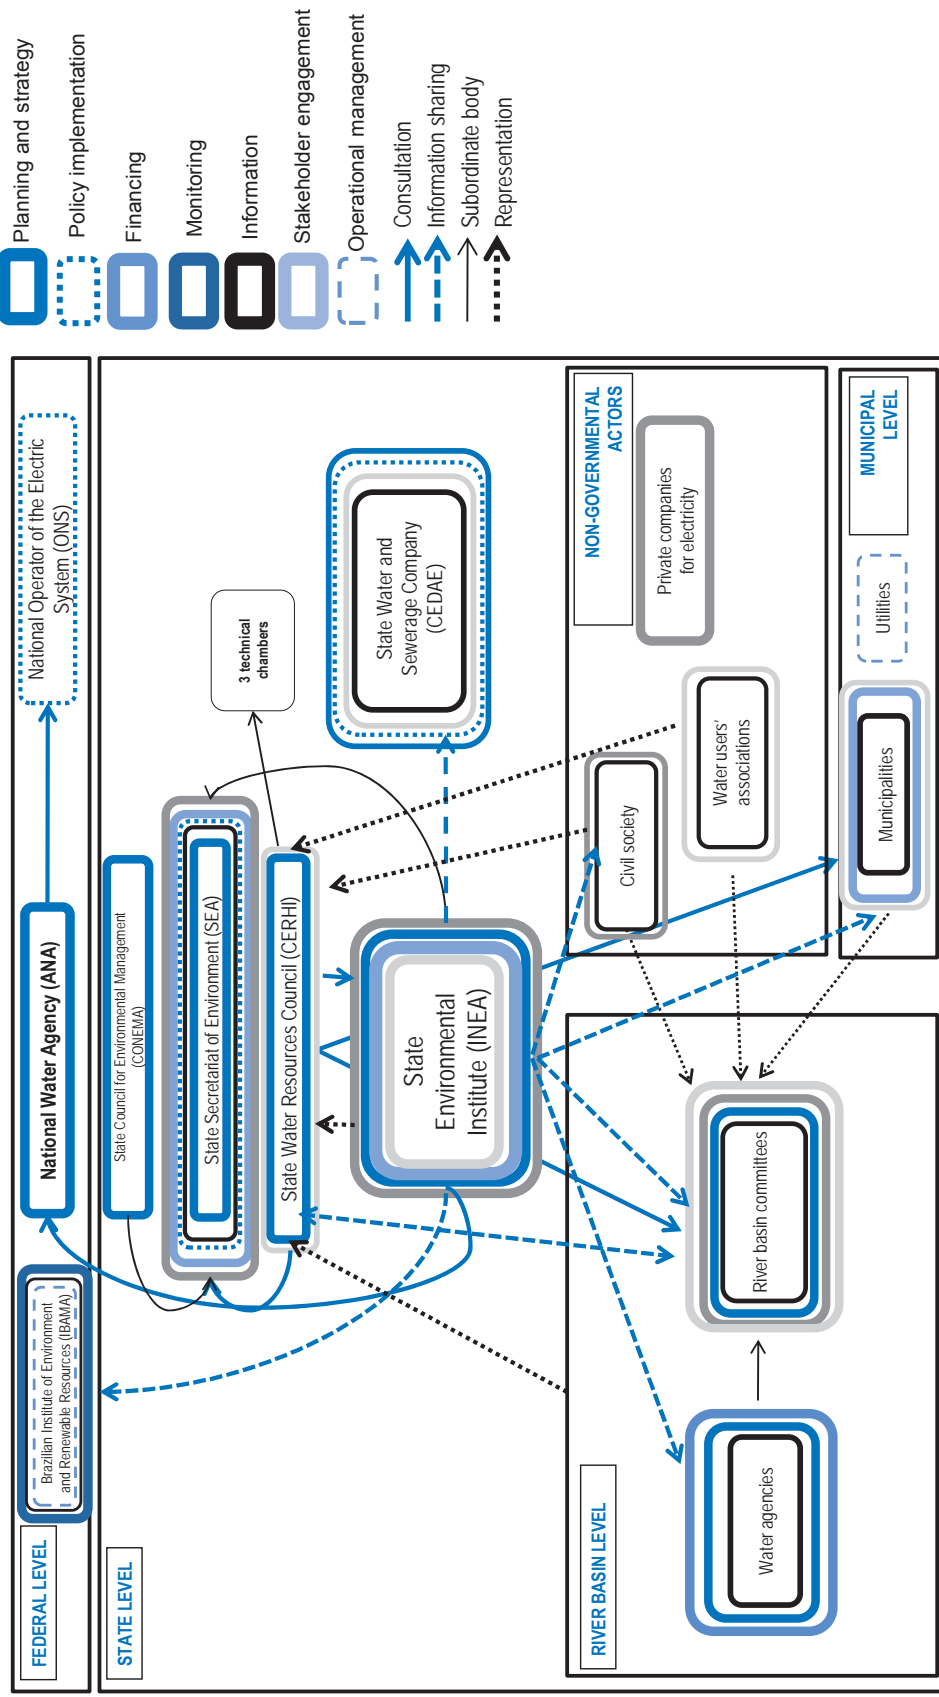 FEDERAL LEVEL
Brazilian Institute of Environment
and Renewable Resources (IBAMA)
National Water Agency (ANA)
National Operator of the Electric
System (ONS)
STATE LEVEL
State Council for Environmental Management
(CONEMA)
State Secretariat of Environment (SEA)
State Water Resources Council (CERHI)
3 technical
chambers
State
Environmental
Institute (INEA)
State Water and
Sewerage Company
(CEDAE)
RIVER BASIN LEVEL
Water agencies
River basin committees
NON-GOVERNMENTAL
ACTORS
Civil society
Water users'
associations
Private companies
for electricity
MUNICIPAL
LEVEL
Municipalities
Utilities
Planning and strategy
Policy implementation
Financing
Monitoring
Information
Stakeholder engagement
Operational management
Consultation
Information sharing
Subordinate body
Representation